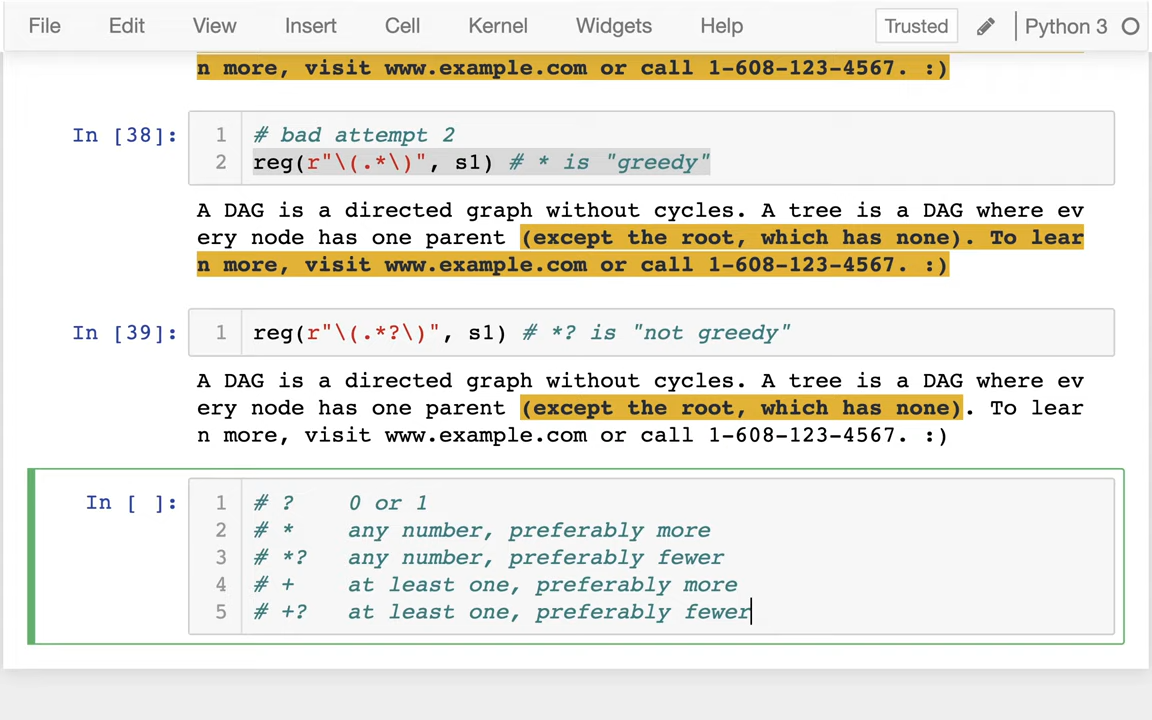 File Edit View Insert Cell Kernel Widgets Help Trusted Python 3
n more, visit www.example.com or call 1-608-123-4567. :)
In [38]: 1 # bad attempt 2
2 reg(r"\(.*\)", s1) # * is "greedy"
A DAG is a directed graph without cycles. A tree is a DAG where ev
ery node has one parent (except the root, which has none). To lear
n more, visit www.example.com or call 1-608-123-4567. :)
In [39]: 1 reg(r"\(.*?\)", s1) # *? is "not greedy"
A DAG is a directed graph without cycles. A tree is a DAG where ev
ery node has one parent (except the root, which has none). To lear
n more, visit www.example.com or call 1-608-123-4567. :)
In [ ]: 1 # ? 0 or 1
2 # * any number, preferably more
3 # *? any number, preferably fewer
4 # + at least one, preferably more
5 # +? at least one, preferably fewer